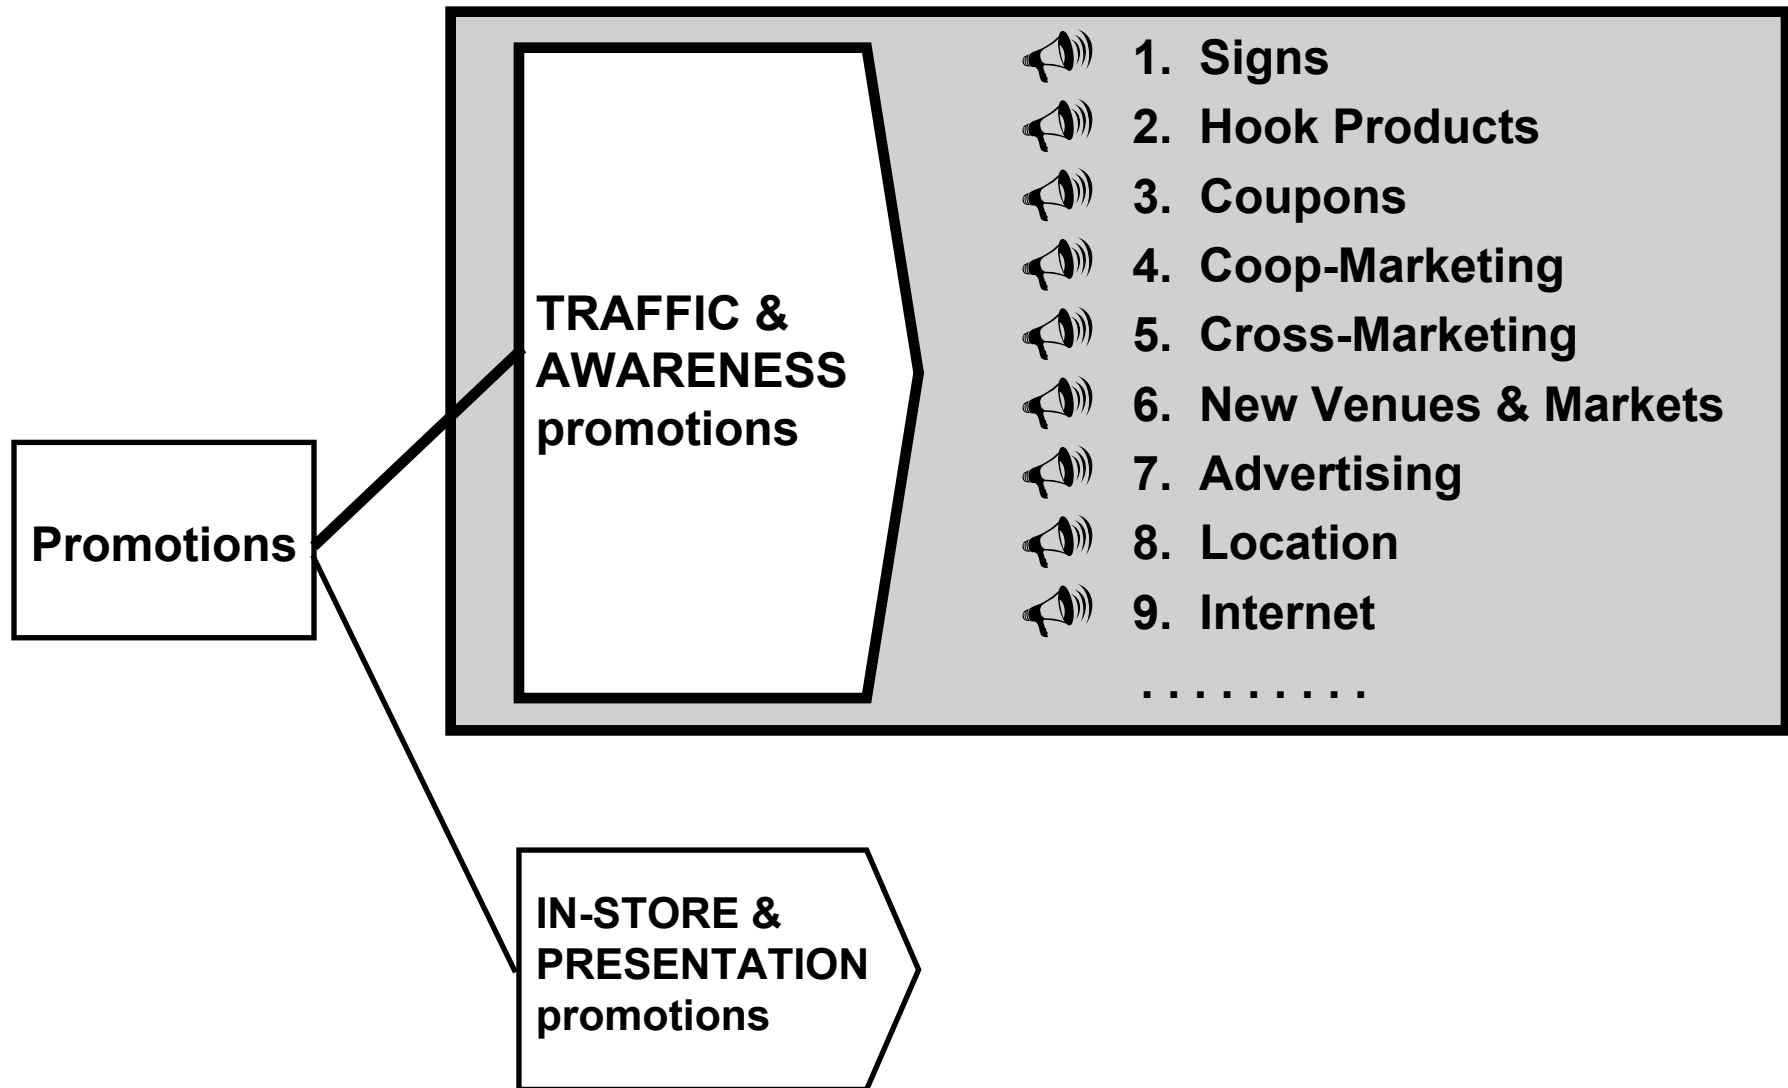 Promotions
TRAFFIC &
AWARENESS
promotions
1. Signs
2. Hook Products
3. Coupons
4. Coop-Marketing
5. Cross-Marketing
6. New Venues & Markets
7. Advertising
8. Location
9. Internet
. . . . . . . . .
IN-STORE &
PRESENTATION
promotions